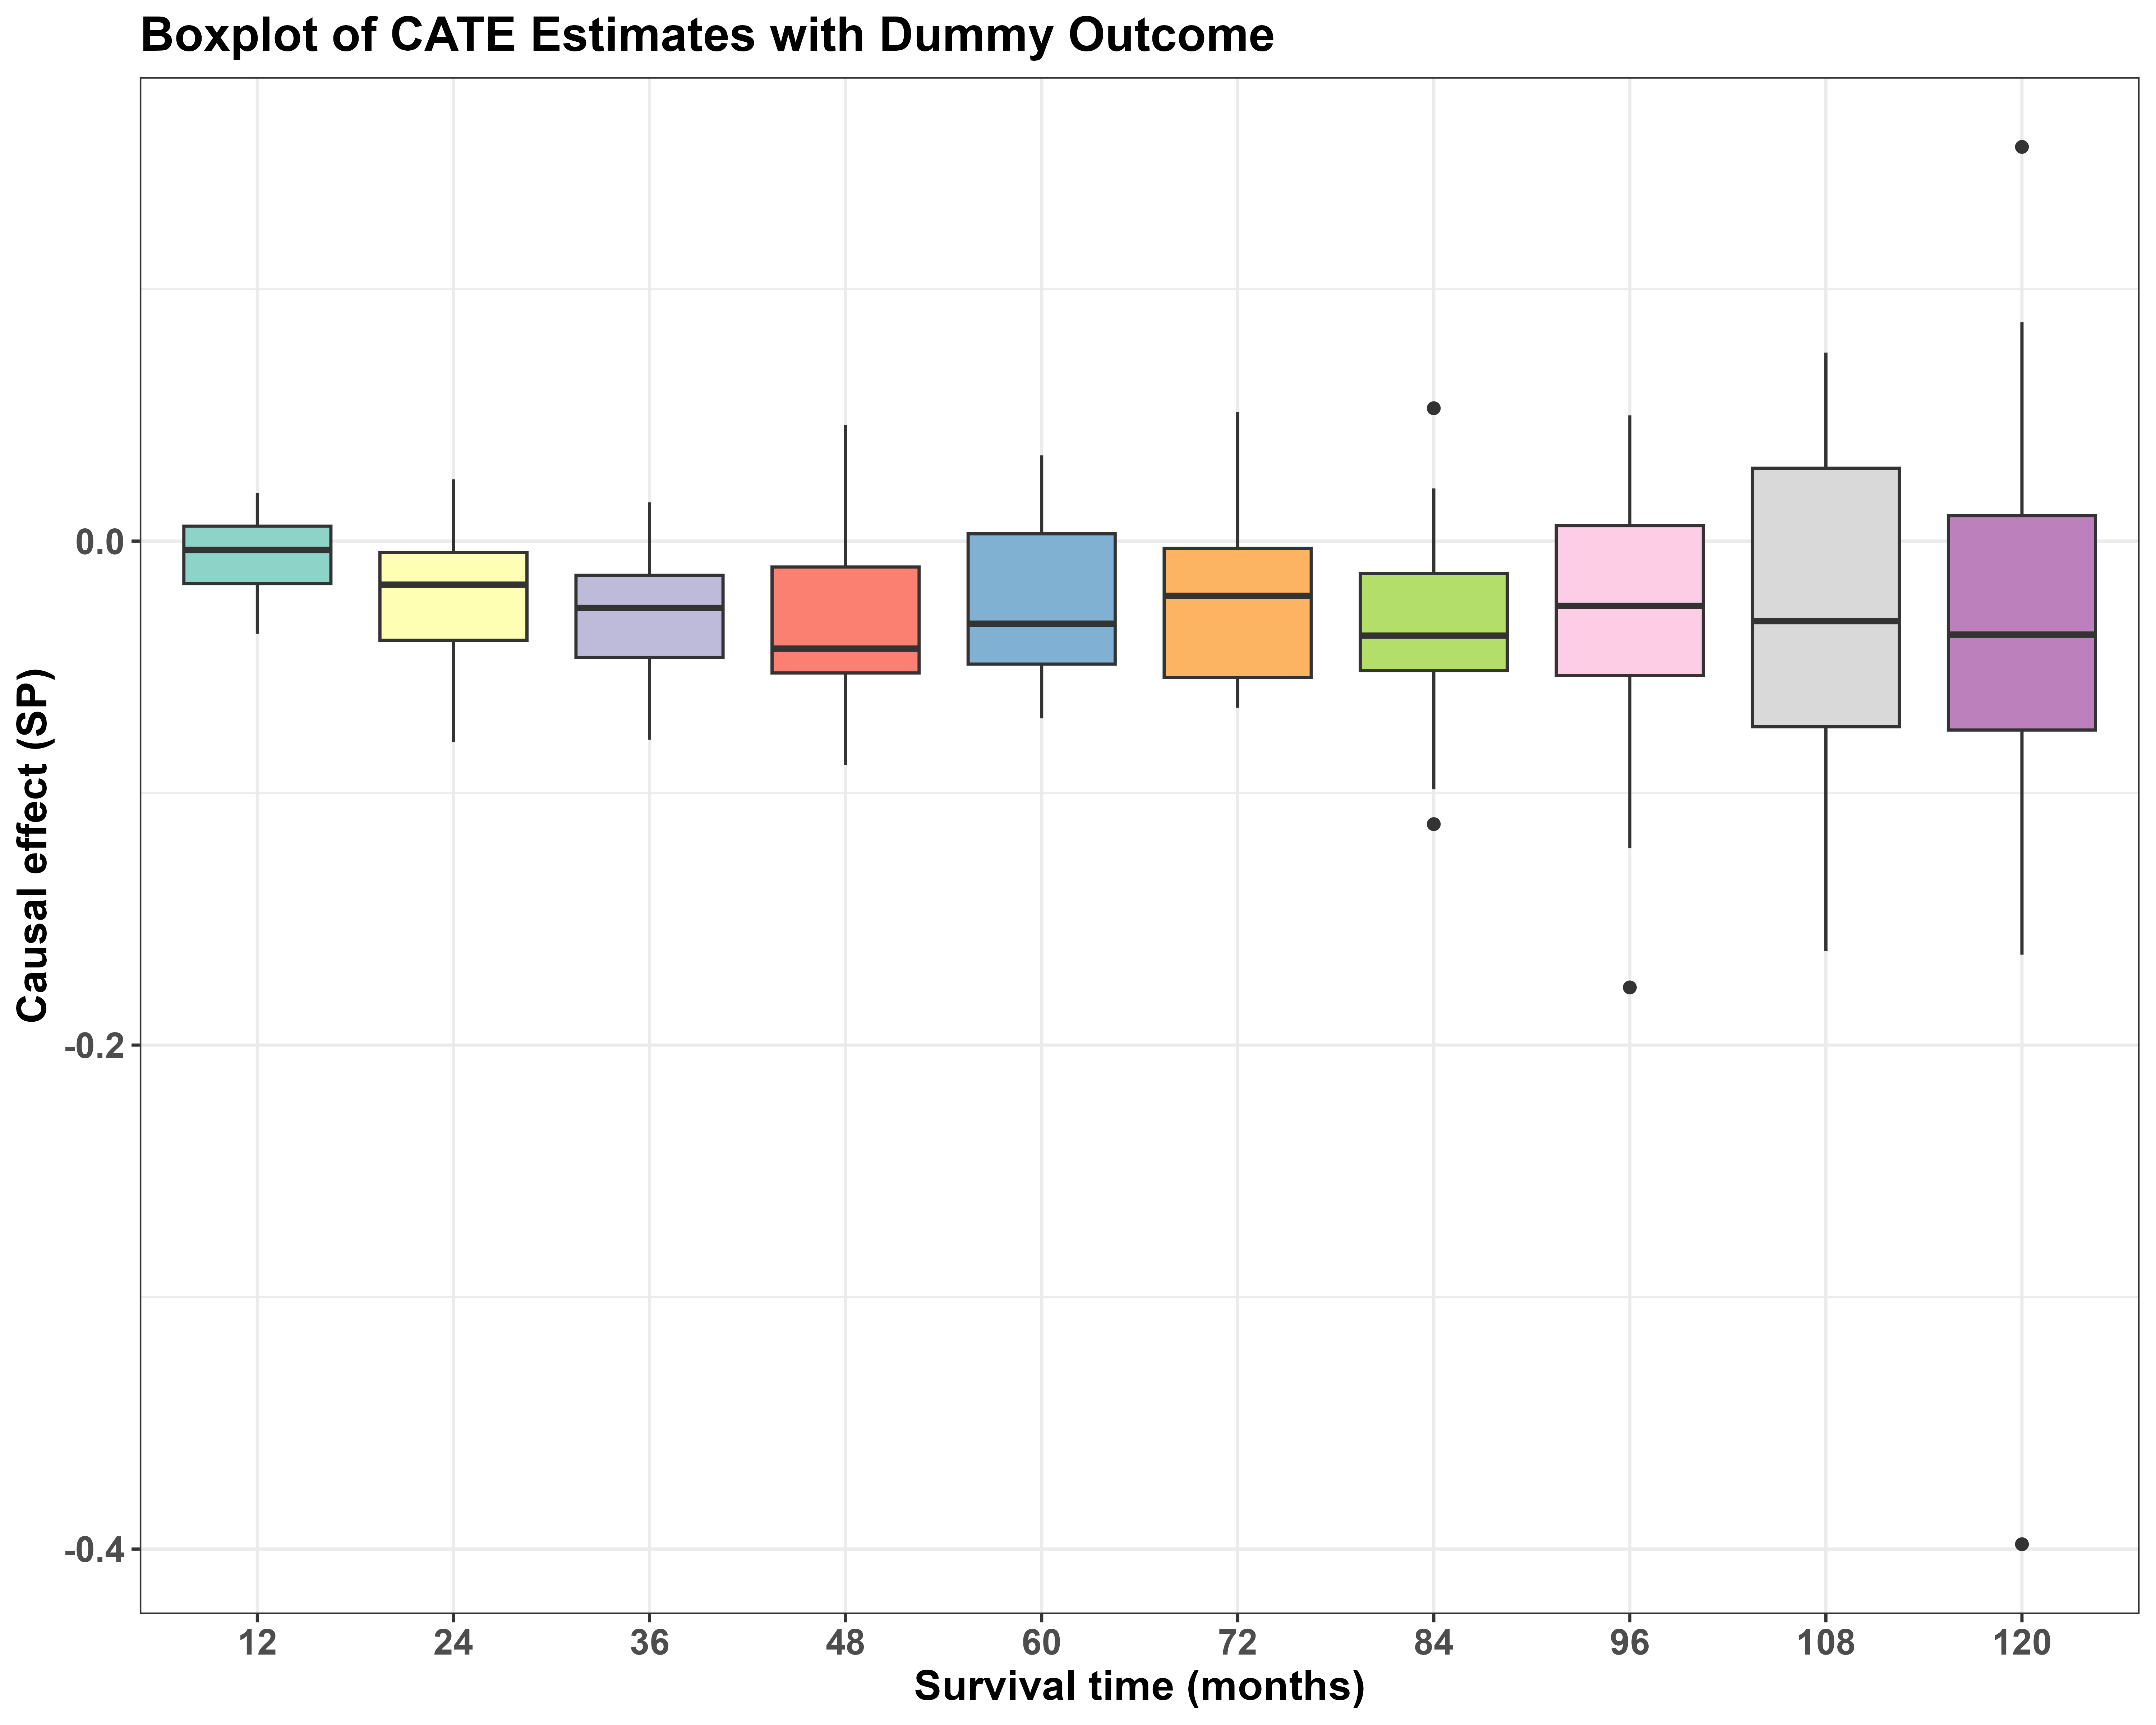 Boxplot of CATE Estimates with Dummy Outcome
Causal effect (SP)
0.0
-0.2
-0.4
12 24 36 48 60 72 84 96 108 120
Survival time (months)